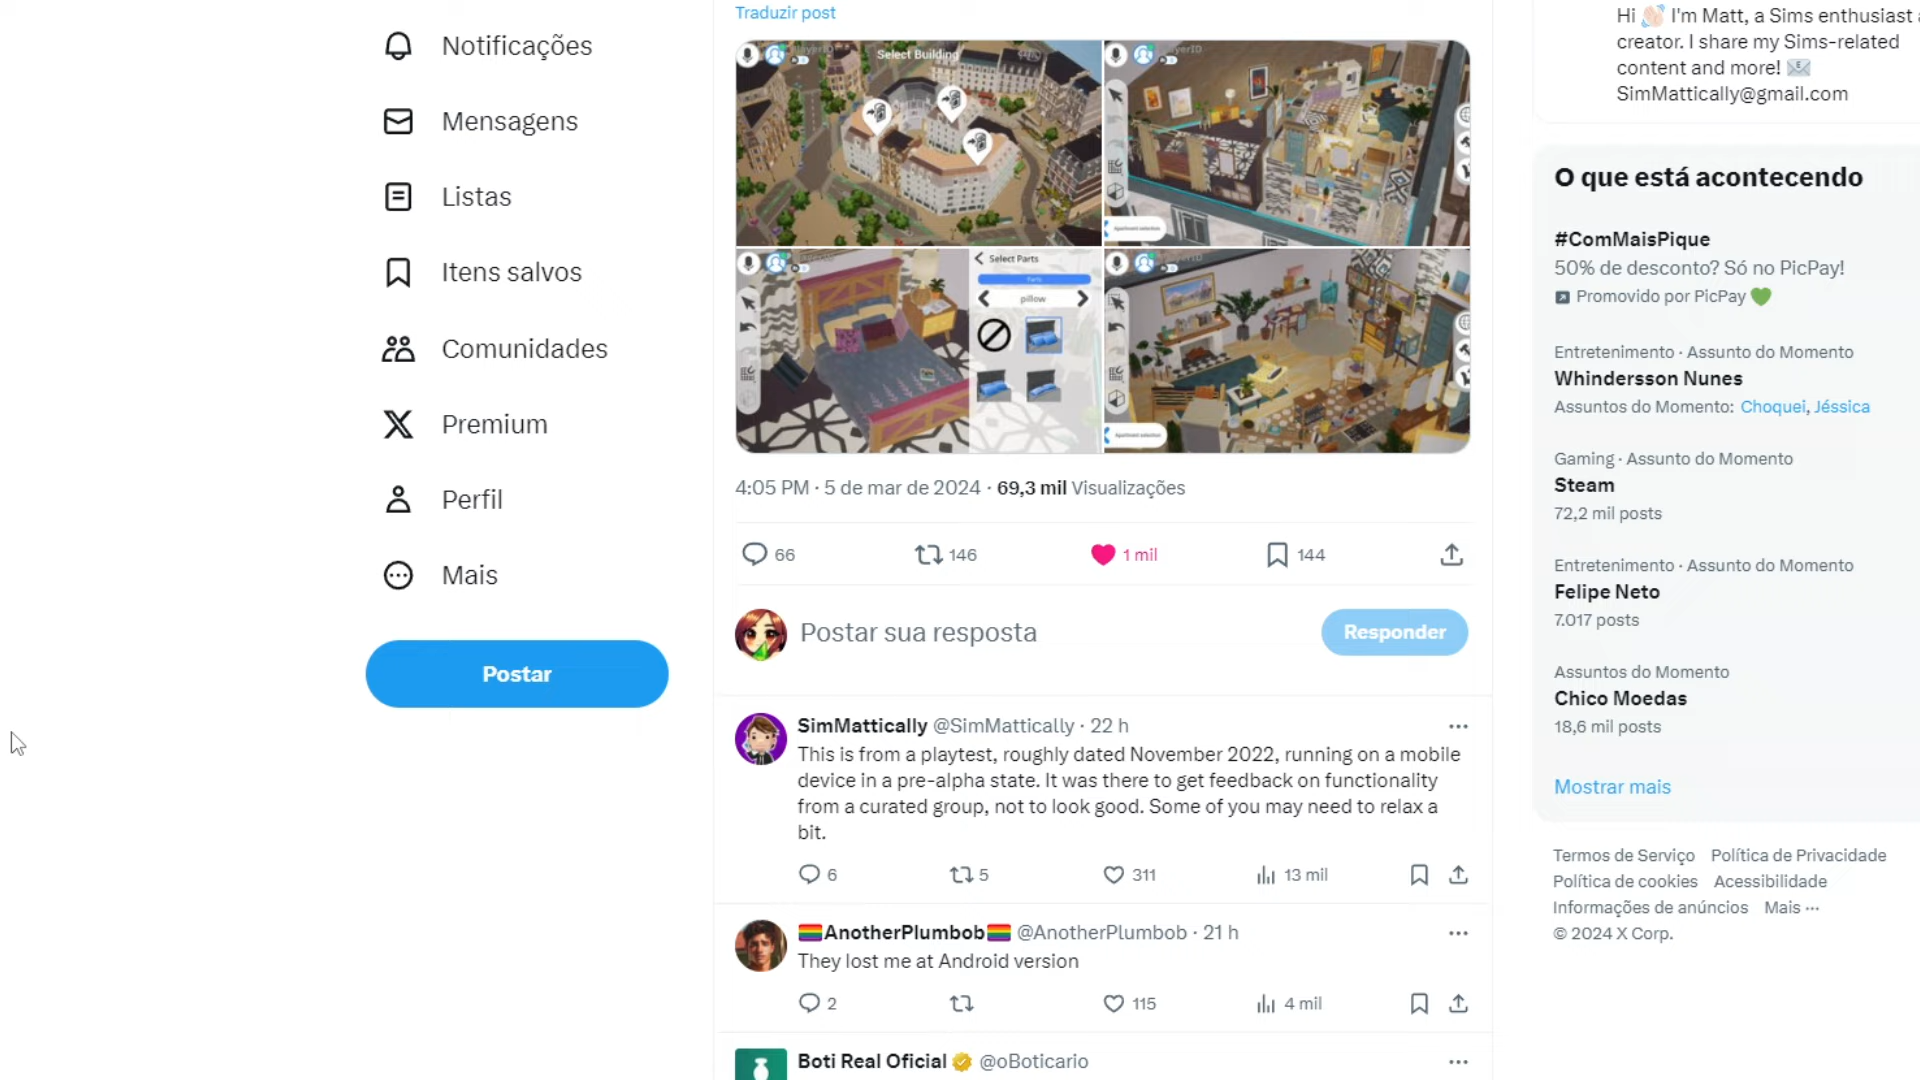 Notificações
Mensagens
Listas
Itens salvos
Comunidades
Premium
Perfil
Mais
Postar
Traduzir post
Select Building
Select Parts
Parts
pillow
Apartment selection
Apartment selection
4:05 PM · 5 de mar de 2024 · 69,3 mil Visualizações
66
146
1 mil
144
Postar sua resposta
Responder
SimMattically @SimMattically · 22 h
This is from a playtest, roughly dated November 2022, running on a mobile
device in a pre-alpha state. It was there to get feedback on functionality
from a curated group, not to look good. Some of you may need to relax a
bit.
6
5
311
13 mil
AnotherPlumbob @AnotherPlumbob · 21 h
They lost me at Android version
2
115
4 mil
Boti Real Oficial @oBoticario
Hi I'm Matt, a Sims enthusiast
creator. I share my Sims-related
content and more!
SimMattically@gmail.com
O que está acontecendo
#ComMaisPique
50% de desconto? Só no PicPay!
Promovido por PicPay
Entretenimento · Assunto do Momento
Whindersson Nunes
Assuntos do Momento: Choquei, Jéssica
Gaming · Assunto do Momento
Steam
72,2 mil posts
Entretenimento · Assunto do Momento
Felipe Neto
7.017 posts
Assuntos do Momento
Chico Moedas
18,6 mil posts
Mostrar mais
Termos de Serviço Política de Privacidade
Política de cookies Acessibilidade
Informações de anúncios Mais ···
© 2024 X Corp.